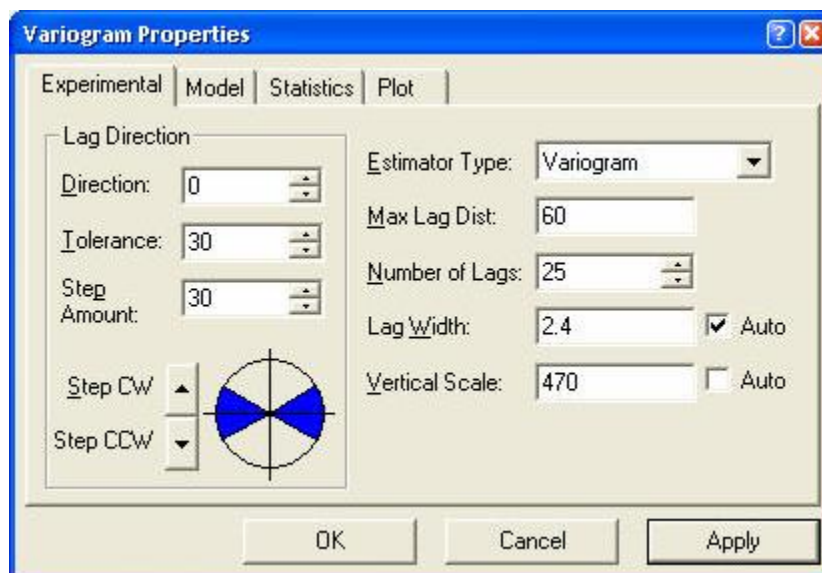 Variogram Properties
Experimental Model Statistics Plot
Lag Direction
Direction: 0
Tolerance: 30
Step Amount: 30
Step CW
Step CCW
Estimator Type: Variogram
Max Lag Dist: 60
Number of Lags: 25
Lag Width: 2.4 Auto
Vertical Scale: 470 Auto
OK Cancel Apply